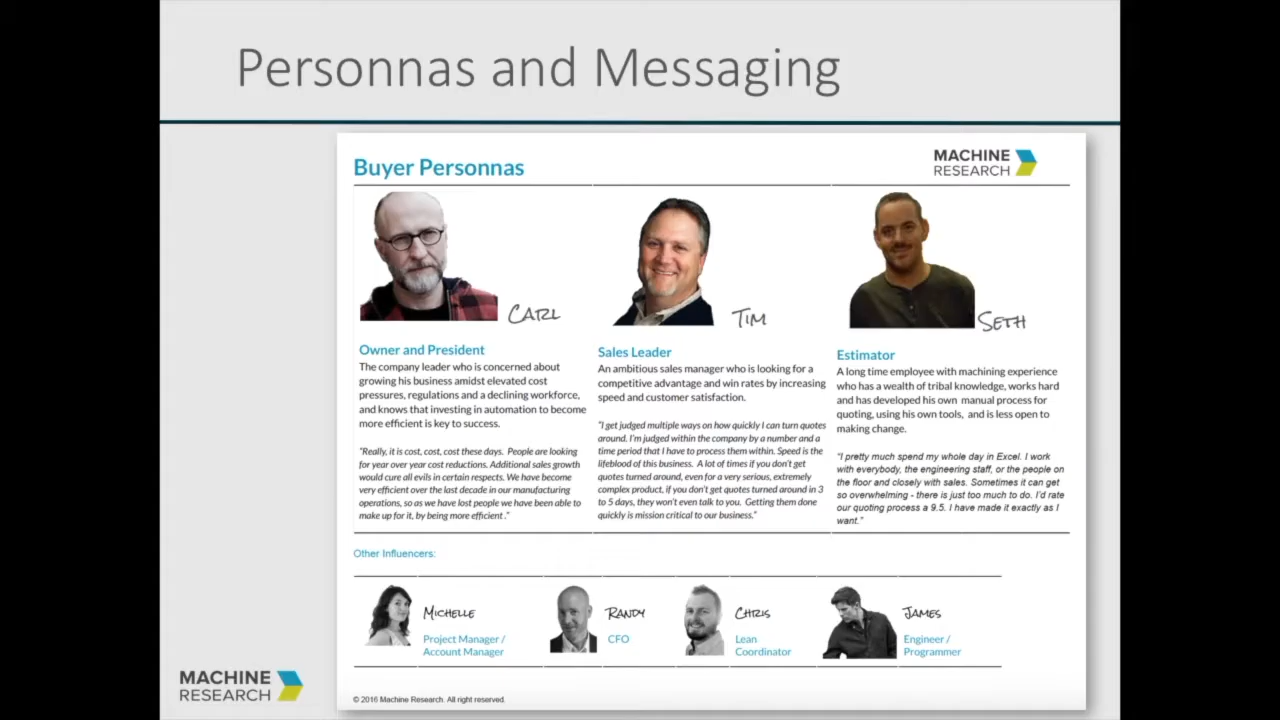 Personnas and Messaging
Buyer Personnas
MACHINE
RESEARCH
CARL
TIM
SETH
Owner and President
The company leader who is concerned about
growing his business amidst elevated cost
pressures, regulations and a declining workforce,
and knows that investing in automation to become
more efficient is key to success.
"Really, it is cost, cost, cost these days. People are looking
for year over year cost reductions. Additional sales growth
would cure all evils in certain respects. We have become
very efficient over the last decade in our manufacturing
operations, so as we have lost people we have been able to
make up for it, by being more efficient."
Sales Leader
An ambitious sales manager who is looking for a
competitive advantage and win rates by increasing
speed and customer satisfaction.
"I get judged multiple ways on how quickly I can turn quotes
around. I'm judged within the company by a number and a
time period that I have to process them within. Speed is the
lifeblood of this business. A lot of times if you don't get
quotes turned around, even for a very serious, extremely
complex product, if you don't get quotes turned around in 3
to 5 days, they won't even talk to you. Getting them done
quickly is mission critical to our business."
Estimator
A long time employee with machining experience
who has a wealth of tribal knowledge, works hard
and has developed his own manual process for
quoting, using his own tools, and is less open to
making change.
"I pretty much spend my whole day in Excel. I work
with everybody, the engineering staff, or the people on
the floor and closely with sales. Sometimes it can get
so overwhelming - there is just too much to do. I'd rate
our quoting process a 9.5. I have made it exactly as I
want."
Other Influencers:
MICHELLE
Project Manager /
Account Manager
RANDY
CFO
CHRIS
Lean
Coordinator
JAMES
Engineer /
Programmer
MACHINE
RESEARCH
© 2016 Machine Research. All right reserved.